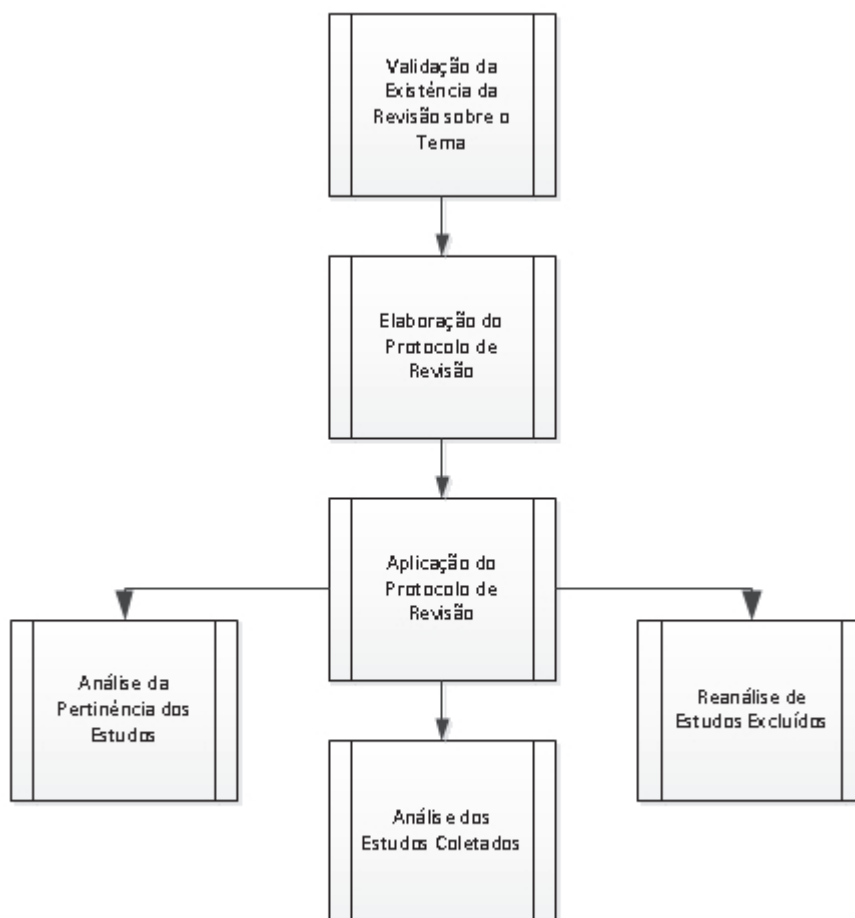 Validação da
Existência da
Revisão sobre o
Tema
Elaboração do
Protocolo de
Revisão
Aplicação do
Protocolo de
Revisão
Análise da
Pertinência dos
Estudos
Reanálise de
Estudos Excluídos
Análise dos
Estudos Coletados